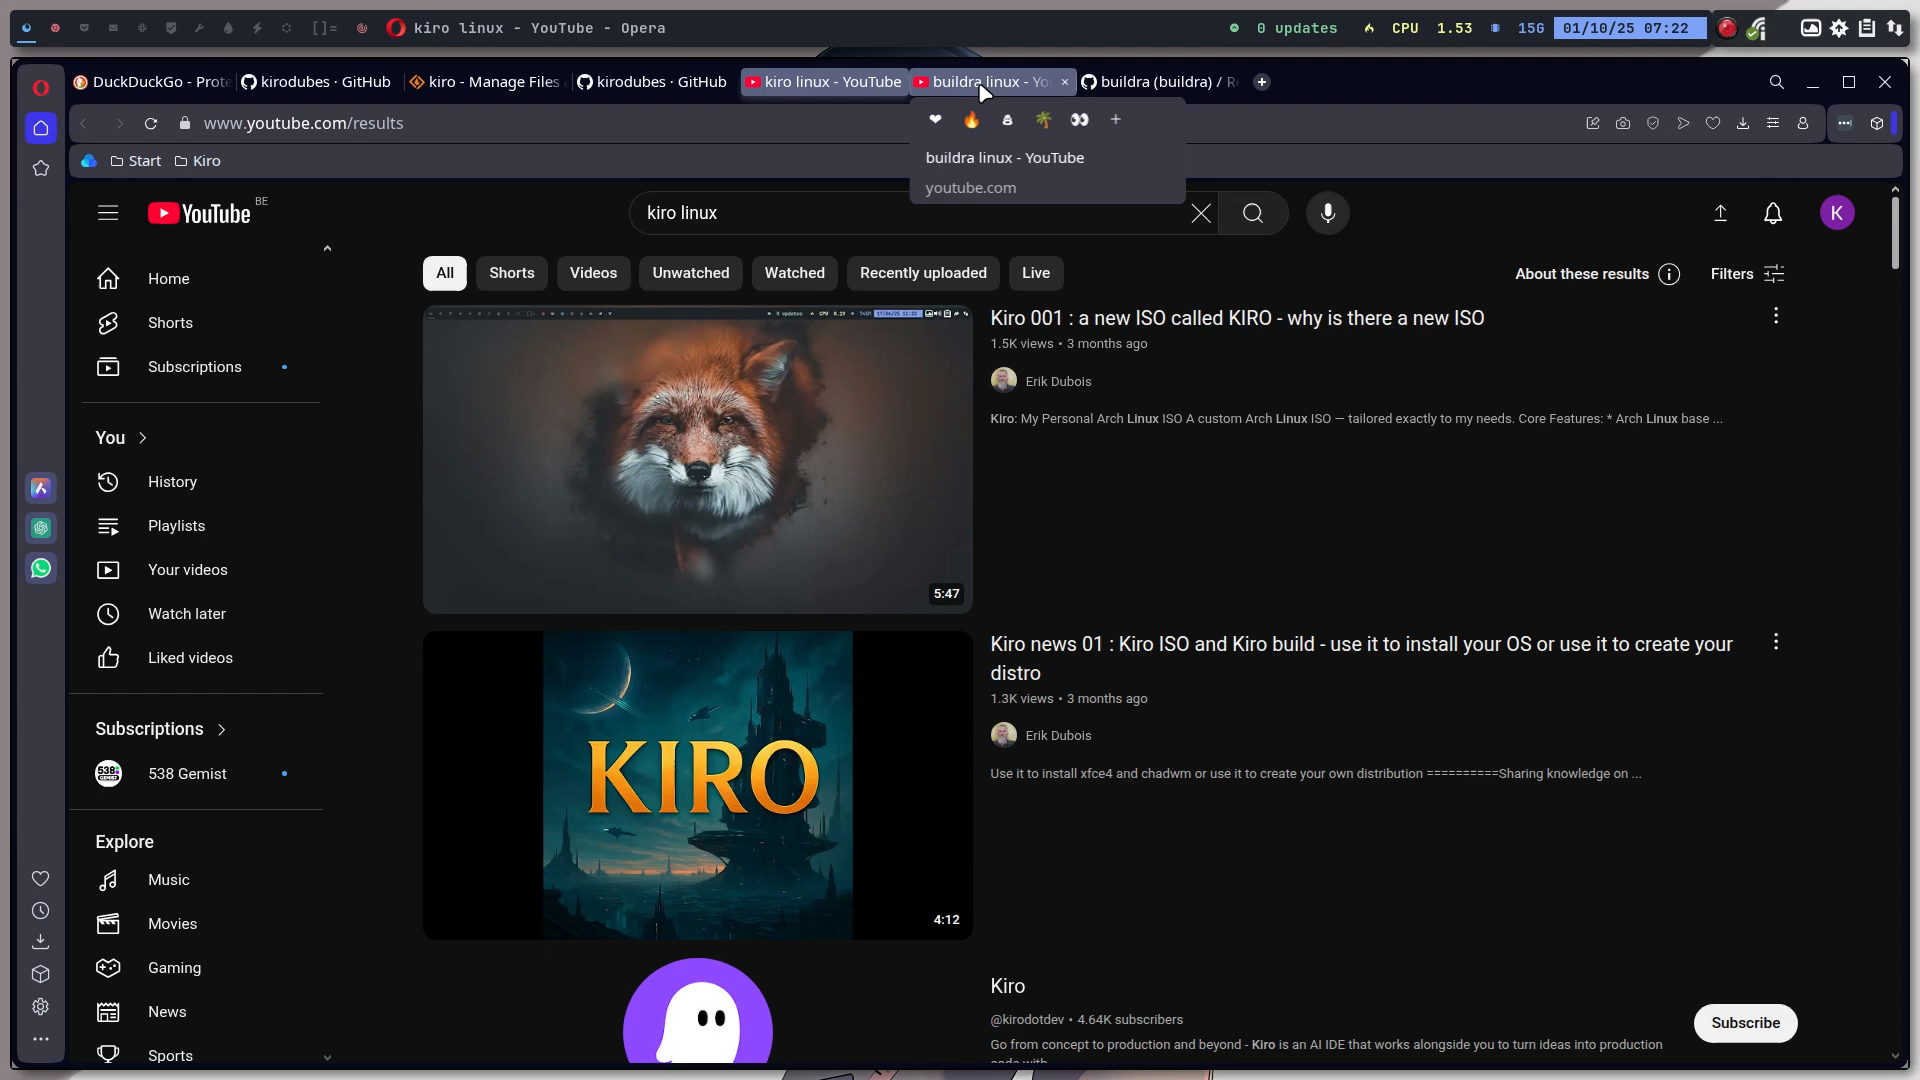 []=
kiro linux - YouTube - Opera
0 updates
CPU 1.53
15G
01/10/25 07:22
DuckDuckGo - Prote
kirodubes · GitHub
kiro - Manage Files
kirodubes · GitHub
kiro linux - YouTube
buildra linux - Yo
buildra (buildra) / Re
www.youtube.com/results
Start
Kiro
buildra linux - YouTube
youtube.com
YouTube
BE
kiro linux
K
Home
Shorts
Subscriptions
You
History
Playlists
Your videos
Watch later
Liked videos
Subscriptions
538 Gemist
Explore
Music
Movies
Gaming
News
Sports
All
Shorts
Videos
Unwatched
Watched
Recently uploaded
Live
About these results
Filters
5:47
Kiro 001 : a new ISO called KIRO - why is there a new ISO
1.5K views • 3 months ago
Erik Dubois
Kiro: My Personal Arch Linux ISO A custom Arch Linux ISO — tailored exactly to my needs. Core Features: * Arch Linux base ...
KIRO
4:12
Kiro news 01 : Kiro ISO and Kiro build - use it to install your OS or use it to create your
distro
1.3K views • 3 months ago
Erik Dubois
Use it to install xfce4 and chadwm or use it to create your own distribution ==========Sharing knowledge on ...
Kiro
@kirodotdev • 4.64K subscribers
Go from concept to production and beyond - Kiro is an AI IDE that works alongside you to turn ideas into production
Subscribe